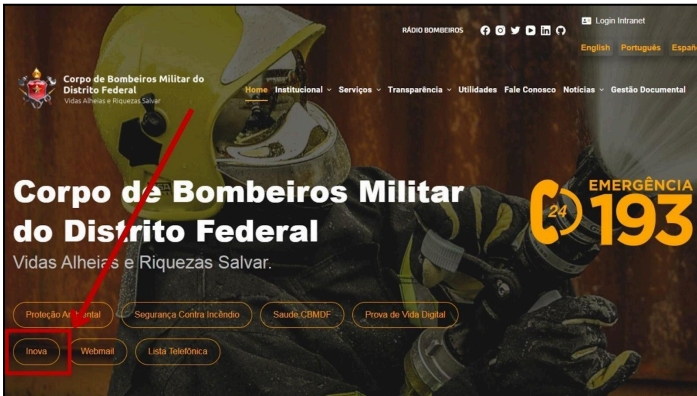 RÁDIO BOMBEIROS
Login Intranet
English Português Españ
Corpo de Bombeiros Militar do
Distrito Federal
Vidas Alheias e Riquezas Salvar
Home Institucional Serviços Transparência Utilidades Fale Conosco Notícias Gestão Documental
Corpo de Bombeiros Militar
do Distrito Federal
Vidas Alheias e Riquezas Salvar.
EMERGÊNCIA
24 193
Proteção Ambiental Segurança Contra Incêndio Saude CBMDF Prova de Vida Digital
Inova Webmail Lista Telefônica